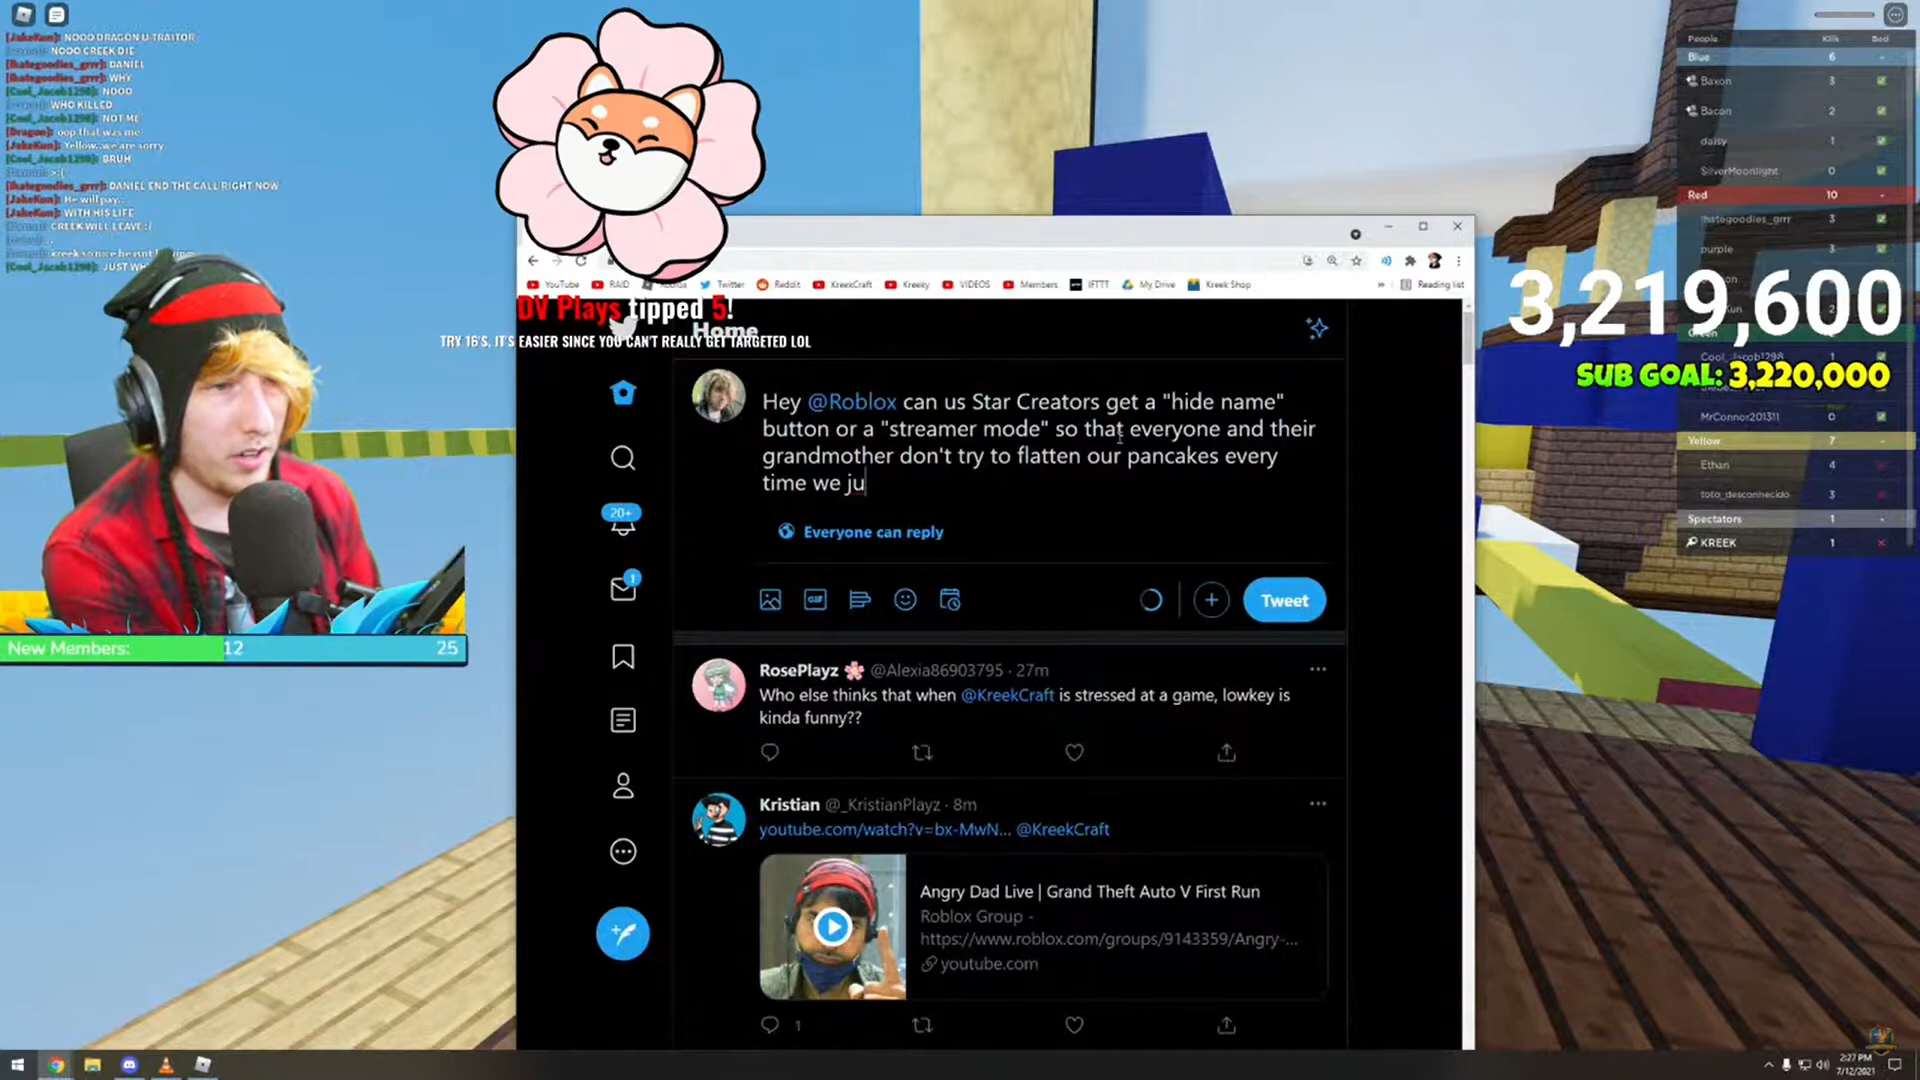 [JakeKun]: NOOO DRAGON U TRAITOR
NOOO CREEK DIE
[Ihategoodies_grrr]: DANIEL
[Ihategoodies_grrr]: WHY
[Cool_Jacob1298]: NOOO
WHO KILLED
[Cool_Jacob1298]: NOT ME
[Dragon]: oop that was me
[JakeKun]: Yellow..we are sorry
[Cool_Jacob1298]: BRUH
>:(
[Ihategoodies_grrr]: DANIEL END THE CALL RIGHT NOW
[JakeKun]: He will pay..
[JakeKun]: WITH HIS LIFE
CREEK WILL LEAVE :(
[Cool_Jacob1298]: JUST
New Members: 12 25
DV Plays tipped 5!
TRY 16'S, IT'S EASIER SINCE YOU CAN'T REALLY GET TARGETED LOL
YouTube RAID Roblox Twitter Reddit KreekCraft Kreeky VIDEOS Members IFTTT My Drive Kreek Shop » Reading list
Home
Hey @Roblox can us Star Creators get a "hide name"
button or a "streamer mode" so that everyone and their
grandmother don't try to flatten our pancakes every
time we ju
Everyone can reply
GIF
Tweet
20+
1
RosePlayz @Alexia86903795 · 27m
Who else thinks that when @KreekCraft is stressed at a game, lowkey is
kinda funny??
Kristian @_KristianPlayz · 8m
youtube.com/watch?v=bx-MwN... @KreekCraft
Angry Dad Live | Grand Theft Auto V First Run
Roblox Group -
https://www.roblox.com/groups/9143359/Angry-...
youtube.com
1
People Kills Bed
Blue 6 -
Baxon 3
Bacon 2
daisy 1
SilverMoonlight 0
Red 10 -
Ihategoodies_grrr 3
purple 3
3,219,600
Green
Cool_Jacob1298 1
SUB GOAL: 3,220,000
MrConnor201311 0
Yellow 7 -
Ethan 4
toto_desconhecido 3
Spectators 1 -
KREEK 1
2:27 PM
7/12/2021